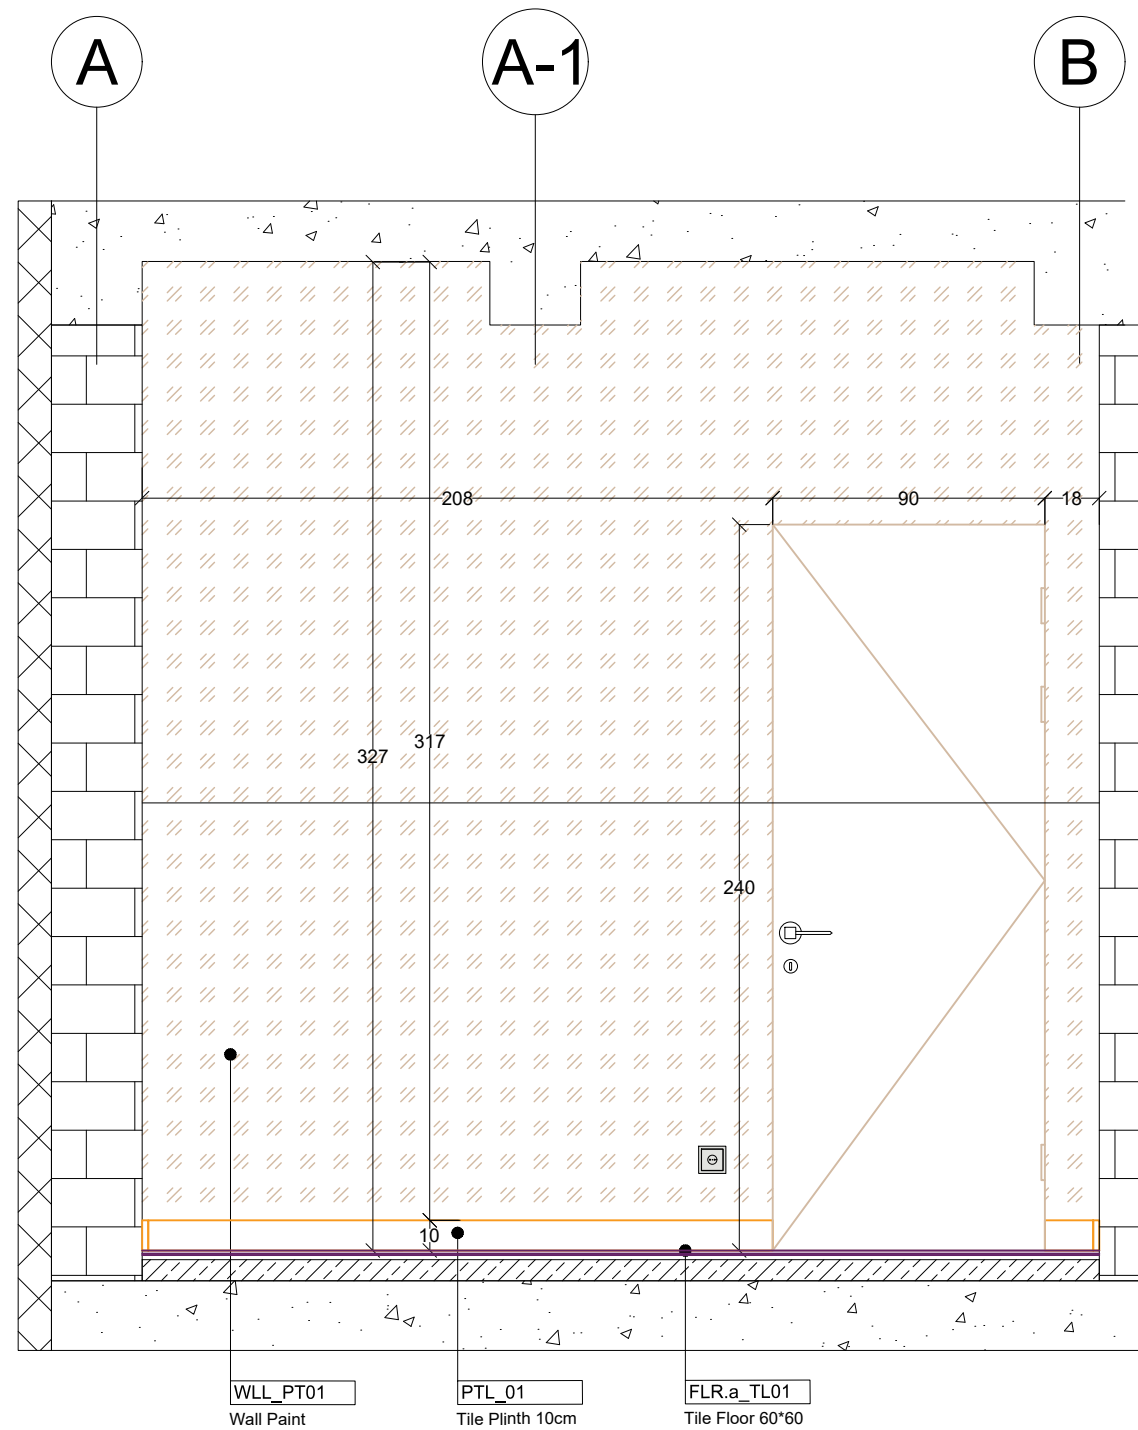 A
A-1
B
208
90
18
317
327
240
10
WLL_PT01
Wall Paint
PTL_01
Tile Plinth 10cm
FLR.a_TL01
Tile Floor 60*60